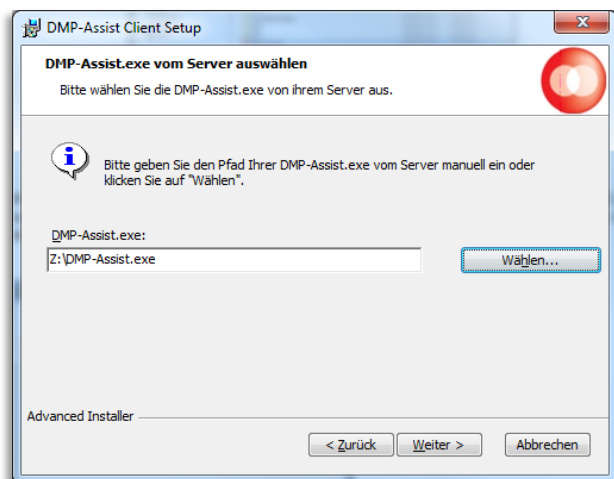 DMP-Assist Client Setup
DMP-Assist.exe vom Server auswählen
Bitte wählen Sie die DMP-Assist.exe von ihrem Server aus.
Bitte geben Sie den Pfad Ihrer DMP-Assist.exe vom Server manuell ein oder
klicken Sie auf "Wählen".
DMP-Assist.exe:
Z:\DMP-Assist.exe
Wählen...
Advanced Installer
< Zurück
Weiter >
Abbrechen